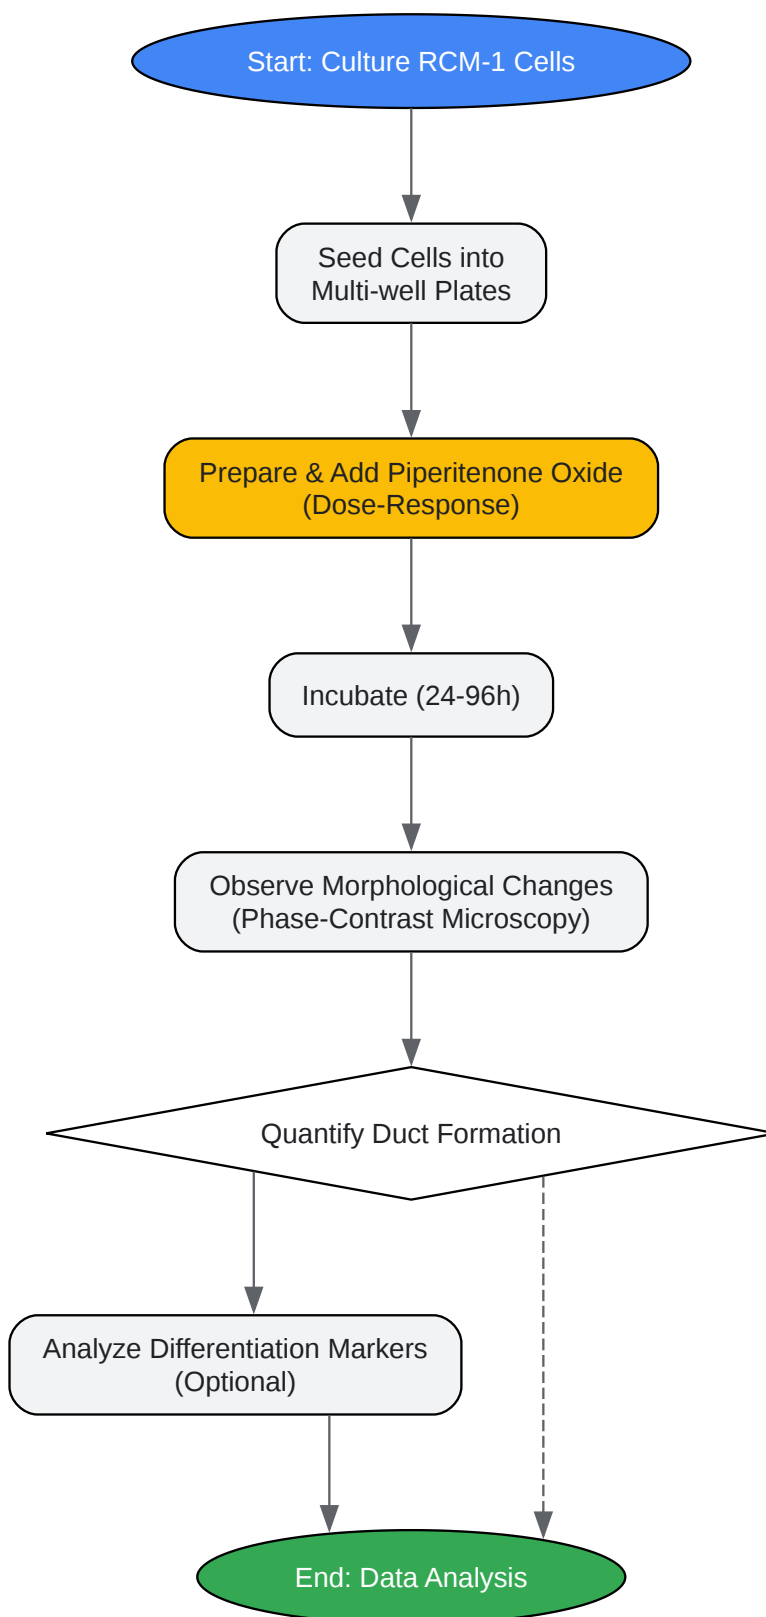 Start: Culture RCM-1 Cells
Seed Cells into
Multi-well Plates
Prepare & Add Piperitenone Oxide
(Dose-Response)
Incubate (24-96h)
Observe Morphological Changes
(Phase-Contrast Microscopy)
Quantify Duct Formation
Analyze Differentiation Markers
(Optional)
End: Data Analysis